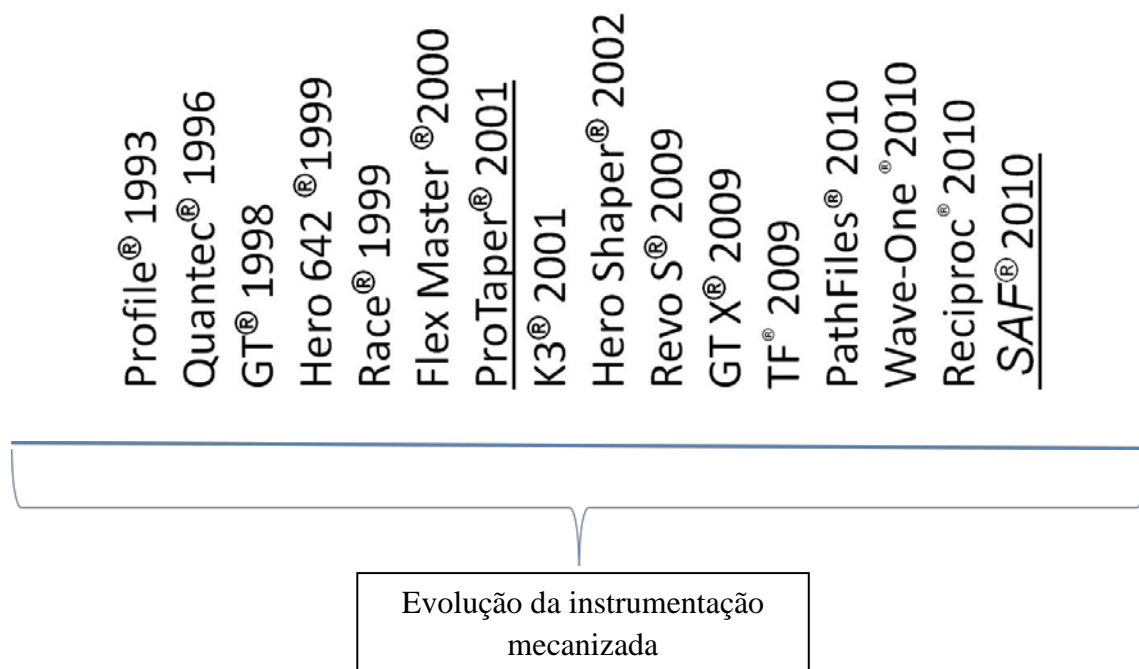 Profile® 1993
Quantec® 1996
GT® 1998
Hero 642 ®1999
Race® 1999
Flex Master ®2000
ProTaper® 2001
K3® 2001
Hero Shaper® 2002
Revo S® 2009
GT X® 2009
TF® 2009
PathFiles® 2010
Wave-One ®2010
Reciproc® 2010
SAF® 2010
Evolução da instrumentação
mecanizada